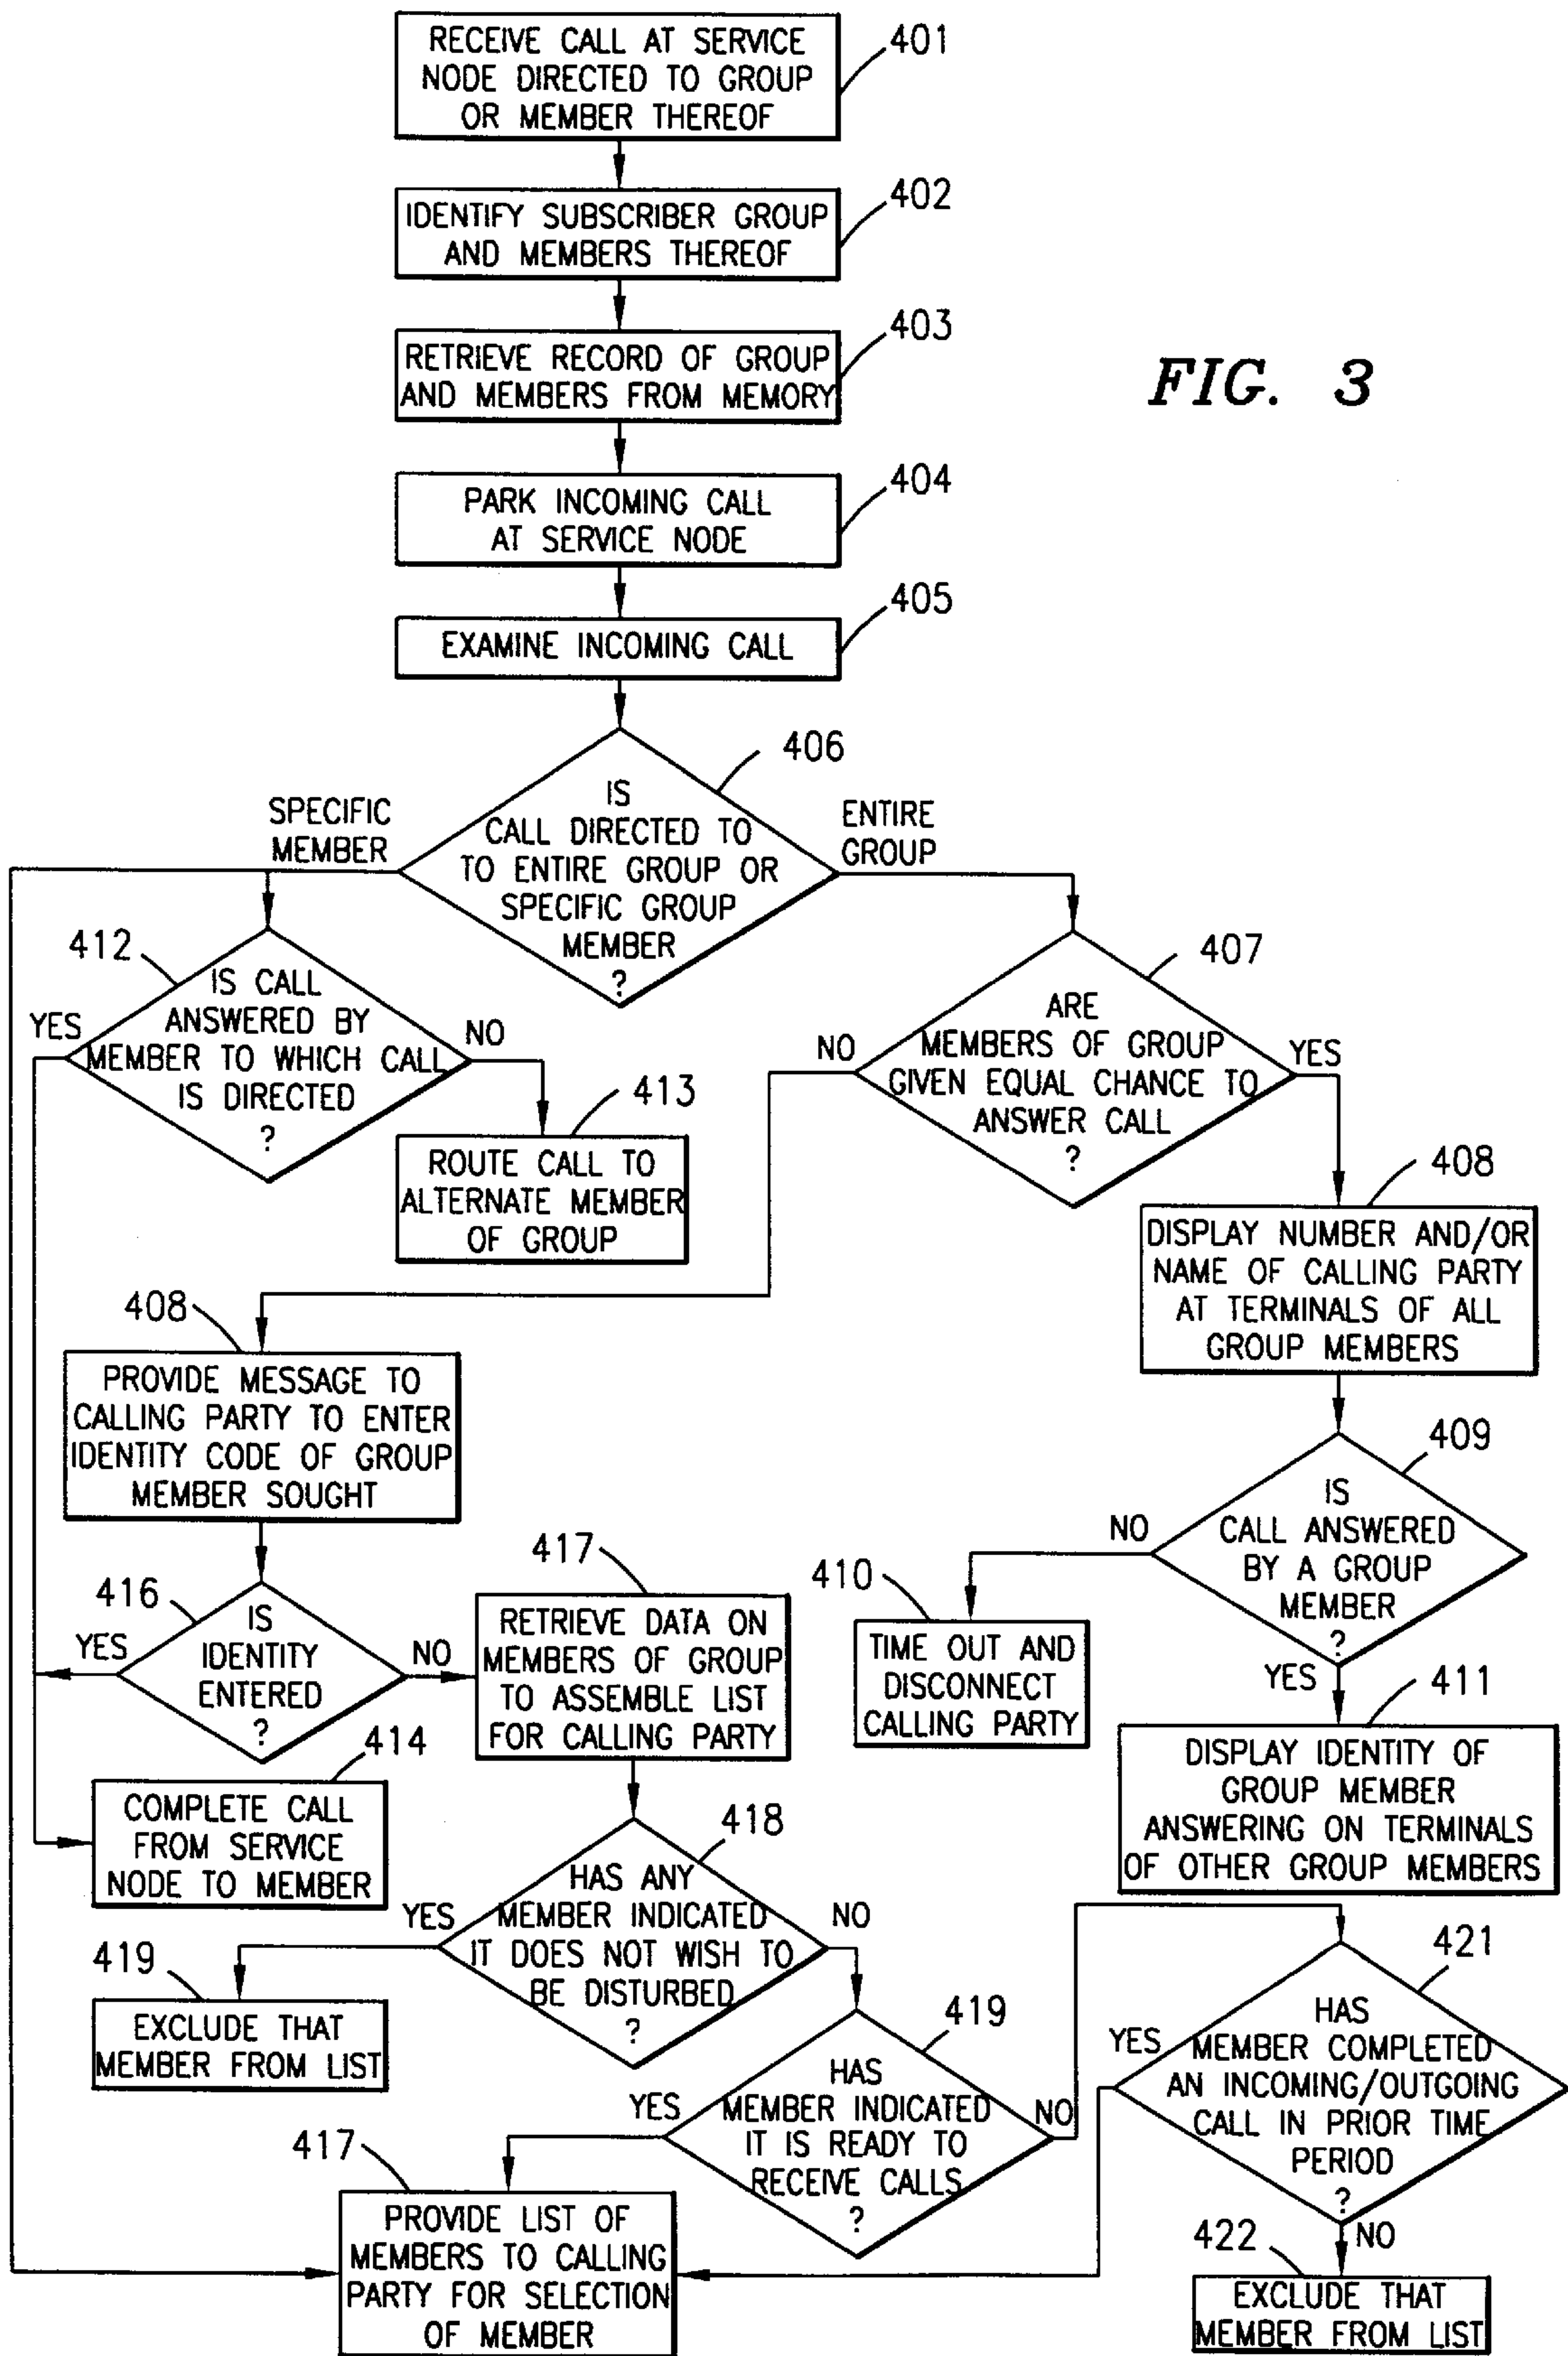 RECEIVE CALL AT SERVICE
NODE DIRECTED TO GROUP
OR MEMBER THEREOF
401
IDENTIFY SUBSCRIBER GROUP
AND MEMBERS THEREOF
402
RETRIEVE RECORD OF GROUP
AND MEMBERS FROM MEMORY
403
FIG. 3
PARK INCOMING CALL
AT SERVICE NODE
404
EXAMINE INCOMING CALL
405
406
IS
CALL DIRECTED TO
TO ENTIRE GROUP OR
SPECIFIC GROUP
MEMBER
?
SPECIFIC
MEMBER
ENTIRE
GROUP
412
IS CALL
ANSWERED BY
MEMBER TO WHICH CALL
IS DIRECTED
?
YES
NO
413
ROUTE CALL TO
ALTERNATE MEMBER
OF GROUP
407
ARE
MEMBERS OF GROUP
GIVEN EQUAL CHANCE TO
ANSWER CALL
?
NO
YES
408
DISPLAY NUMBER AND/OR
NAME OF CALLING PARTY
AT TERMINALS OF ALL
GROUP MEMBERS
408
PROVIDE MESSAGE TO
CALLING PARTY TO ENTER
IDENTITY CODE OF GROUP
MEMBER SOUGHT
409
IS
CALL ANSWERED
BY A GROUP
MEMBER
?
NO
YES
410
TIME OUT AND
DISCONNECT
CALLING PARTY
411
DISPLAY IDENTITY OF
GROUP MEMBER
ANSWERING ON TERMINALS
OF OTHER GROUP MEMBERS
416
IS
IDENTITY
ENTERED
?
YES
NO
417
RETRIEVE DATA ON
MEMBERS OF GROUP
TO ASSEMBLE LIST
FOR CALLING PARTY
414
COMPLETE CALL
FROM SERVICE
NODE TO MEMBER
418
HAS ANY
MEMBER INDICATED
IT DOES NOT WISH TO
BE DISTURBED
?
YES
NO
419
EXCLUDE THAT
MEMBER FROM LIST
419
HAS
MEMBER INDICATED
IT IS READY TO
RECEIVE CALLS
?
YES
NO
421
HAS
MEMBER COMPLETED
AN INCOMING/OUTGOING
CALL IN PRIOR TIME
PERIOD
?
YES
NO
417
PROVIDE LIST OF
MEMBERS TO CALLING
PARTY FOR SELECTION
OF MEMBER
422
EXCLUDE THAT
MEMBER FROM LIST